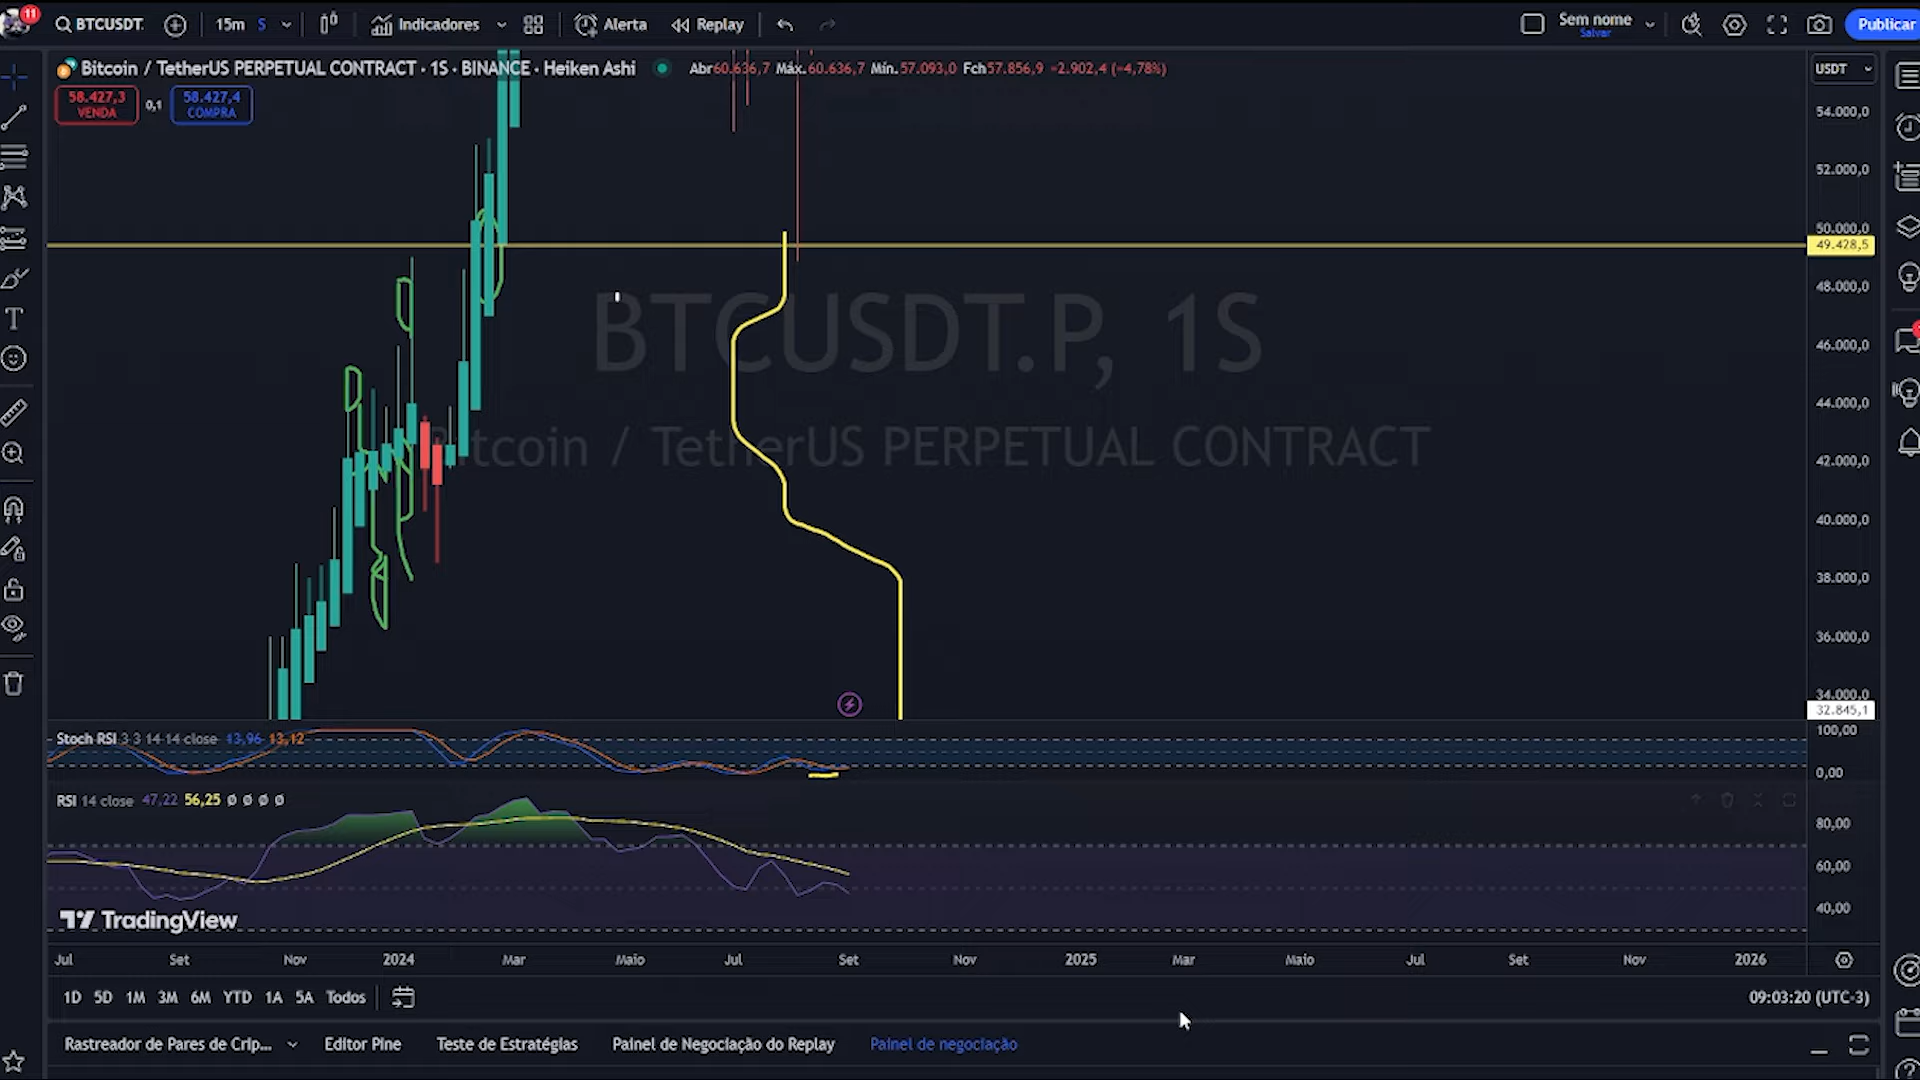 11 BTCUSDT. 15m S Indicadores Alerta Replay Sem nome Salvar Publicar
Bitcoin / TetherUS PERPETUAL CONTRACT · 1S · BINANCE · Heiken Ashi Abr60.636,7 Máx.60.636,7 Mín.57.093,0 Fch57.856,9 −2.902,4 (−4,78%) USDT
58.427,3 VENDA 0,1 58.427,4 COMPRA
54.000,0
52.000,0
50.000,0
49.428,5
48.000,0
BTCUSDT.P, 1S
46.000,0
44.000,0
Bitcoin / TetherUS PERPETUAL CONTRACT
42.000,0
40.000,0
38.000,0
36.000,0
34.000,0
32.845,1
Stoch RSI 3 3 14 14 close 13,96 13,12
100,00
0,00
RSI 14 close 47,22 56,25 Ø Ø Ø Ø
80,00
60,00
40,00
TradingView
Jul Set Nov 2024 Mar Maio Jul Set Nov 2025 Mar Maio Jul Set Nov 2026
1D 5D 1M 3M 6M YTD 1A 5A Todos 09:03:20 (UTC-3)
Rastreador de Pares de Crip... Editor Pine Teste de Estratégias Painel de Negociação do Replay Painel de negociação